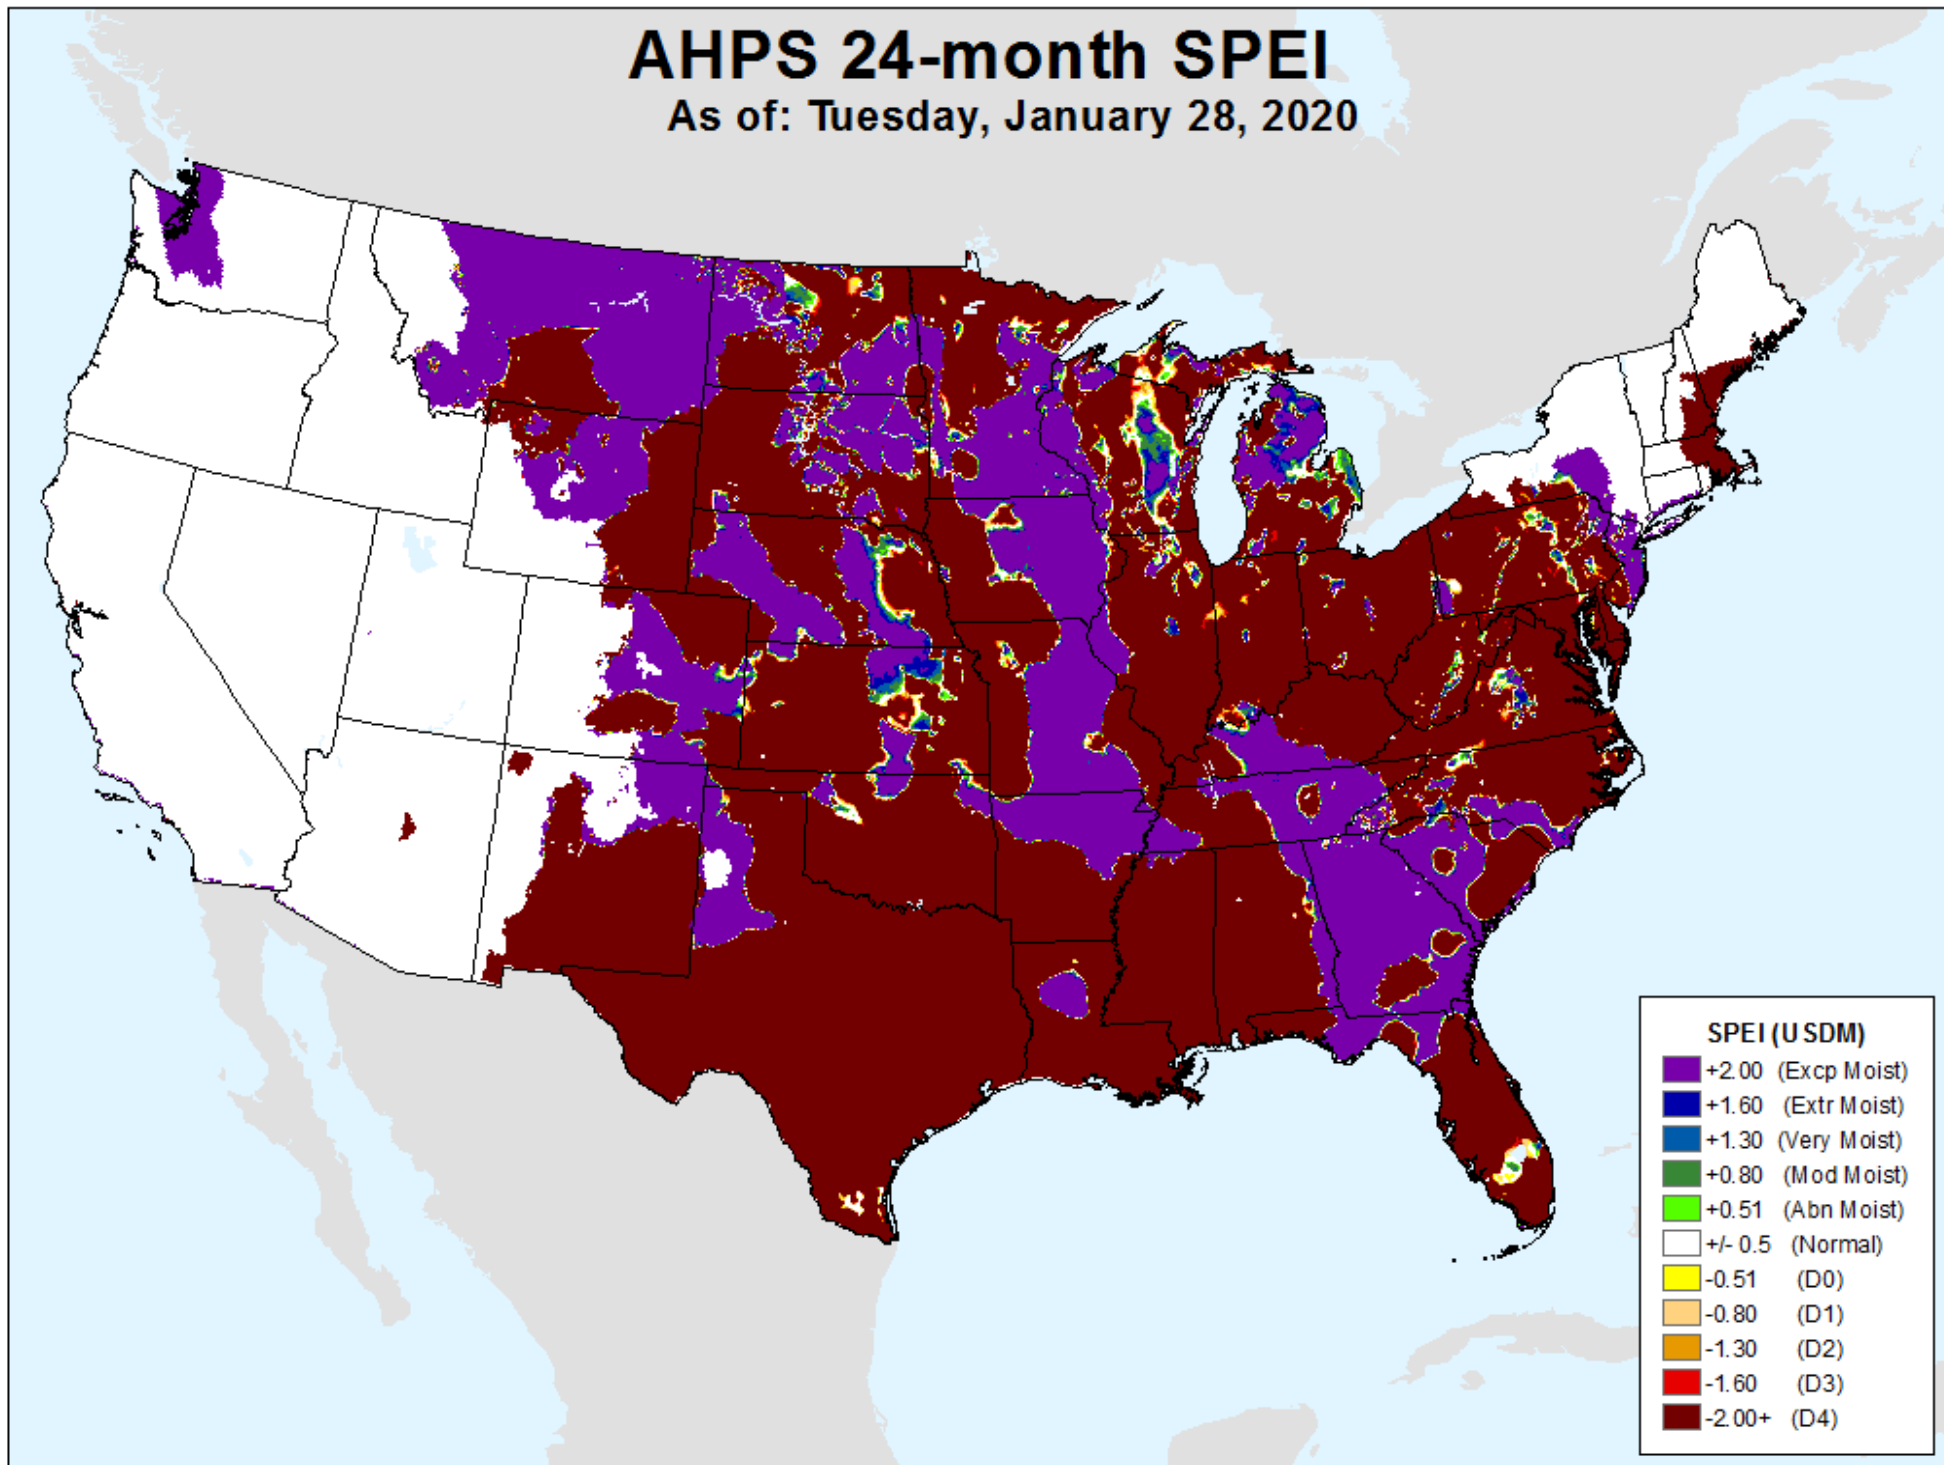 AHPS 24-month SPEI
As of: Tuesday, January 28, 2020
SPEI (USDM)
+2.00 (Excp Moist)
+1.60 (Extr Moist)
+1.30 (Very Moist)
+0.80 (Mod Moist)
+0.51 (Abn Moist)
+/- 0.5 (Normal)
-0.51 (D0)
-0.80 (D1)
-1.30 (D2)
-1.60 (D3)
-2.00+ (D4)